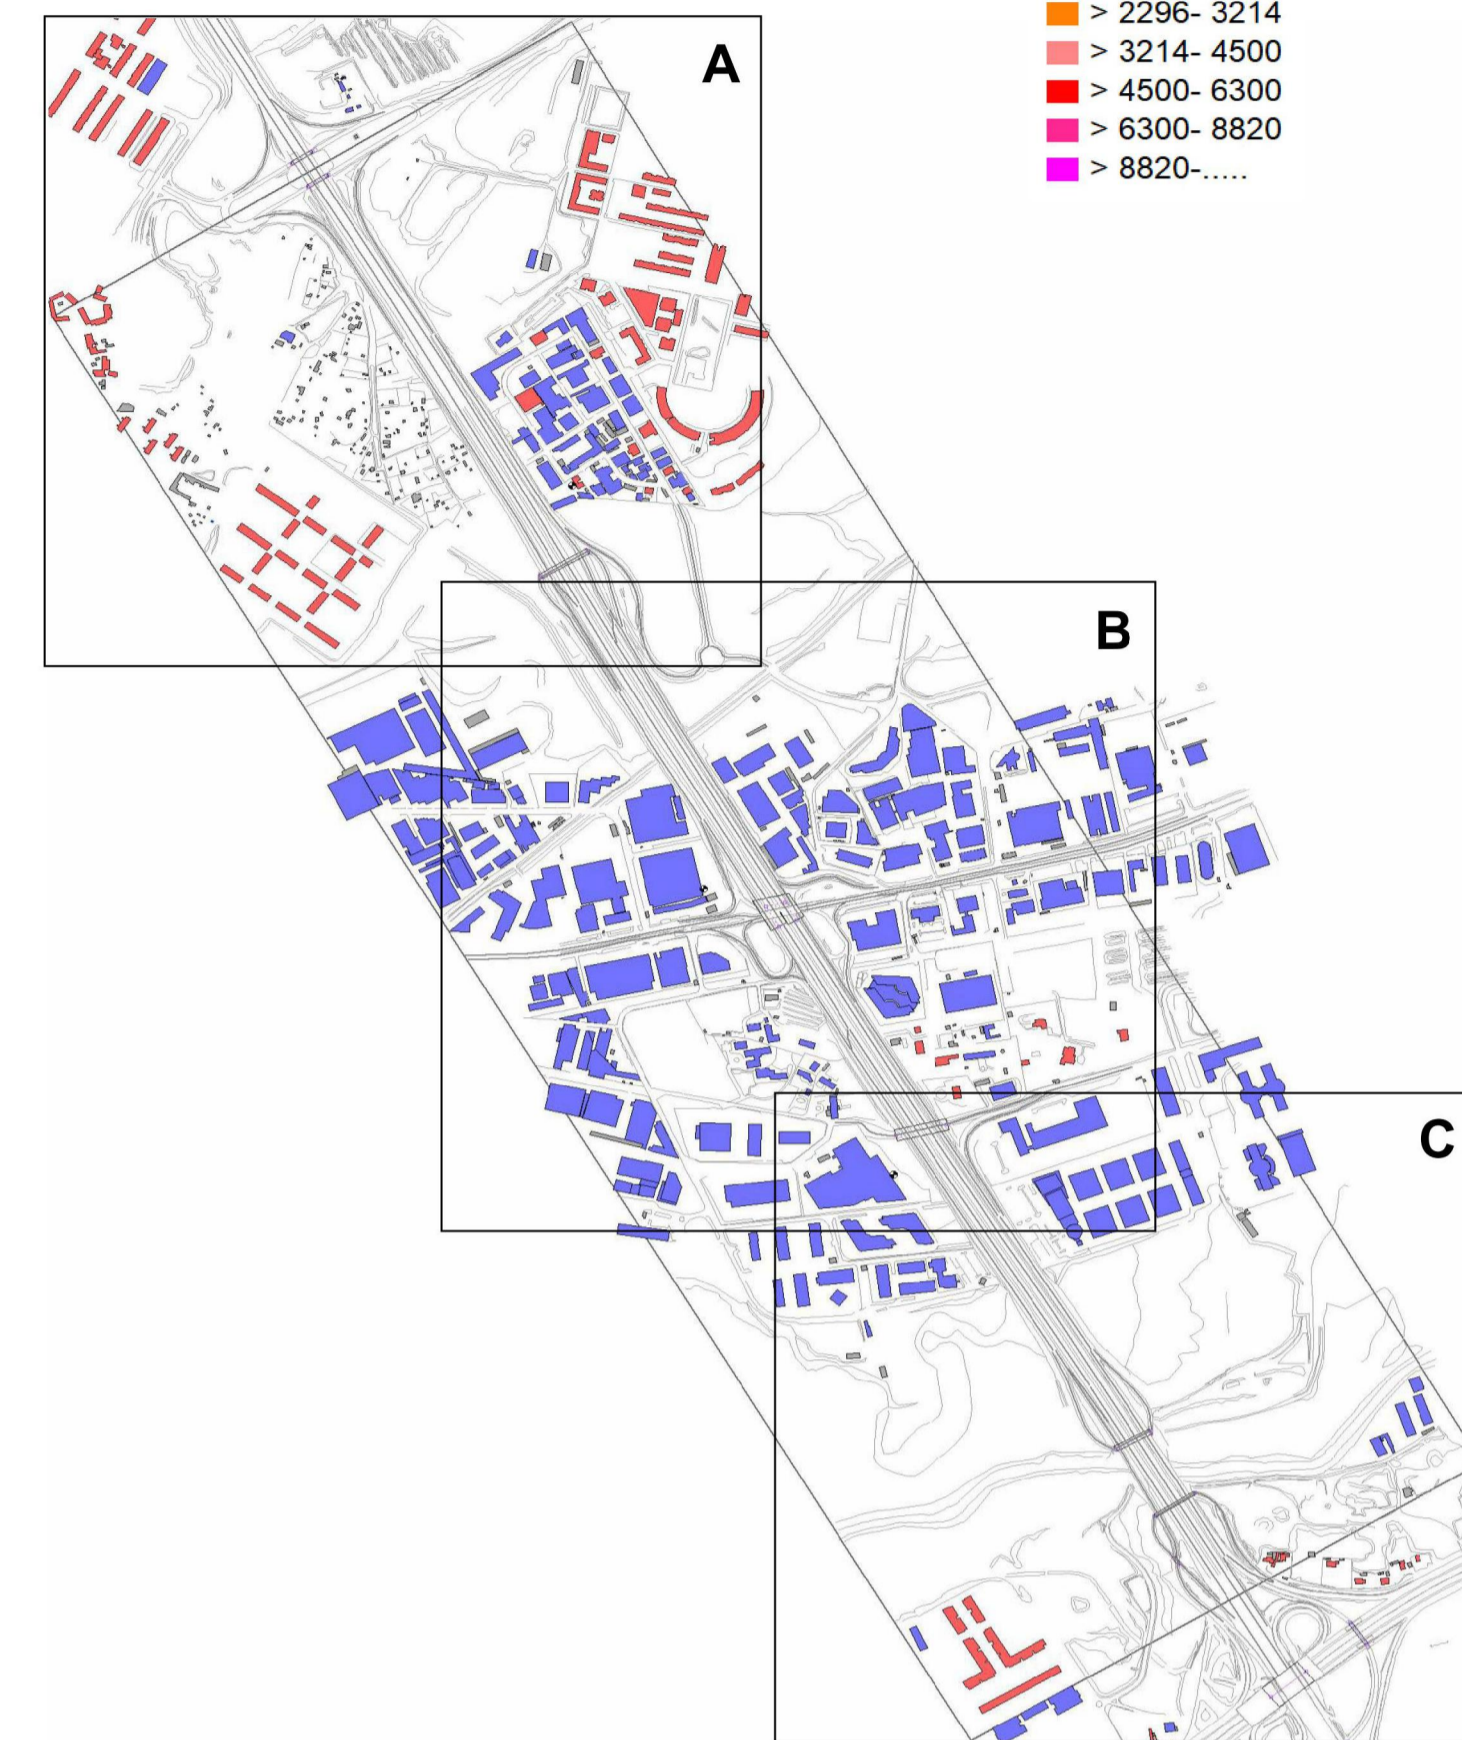 > 2296- 3214
> 3214- 4500
> 4500- 6300
> 6300- 8820
> 8820-.....
A
B
C